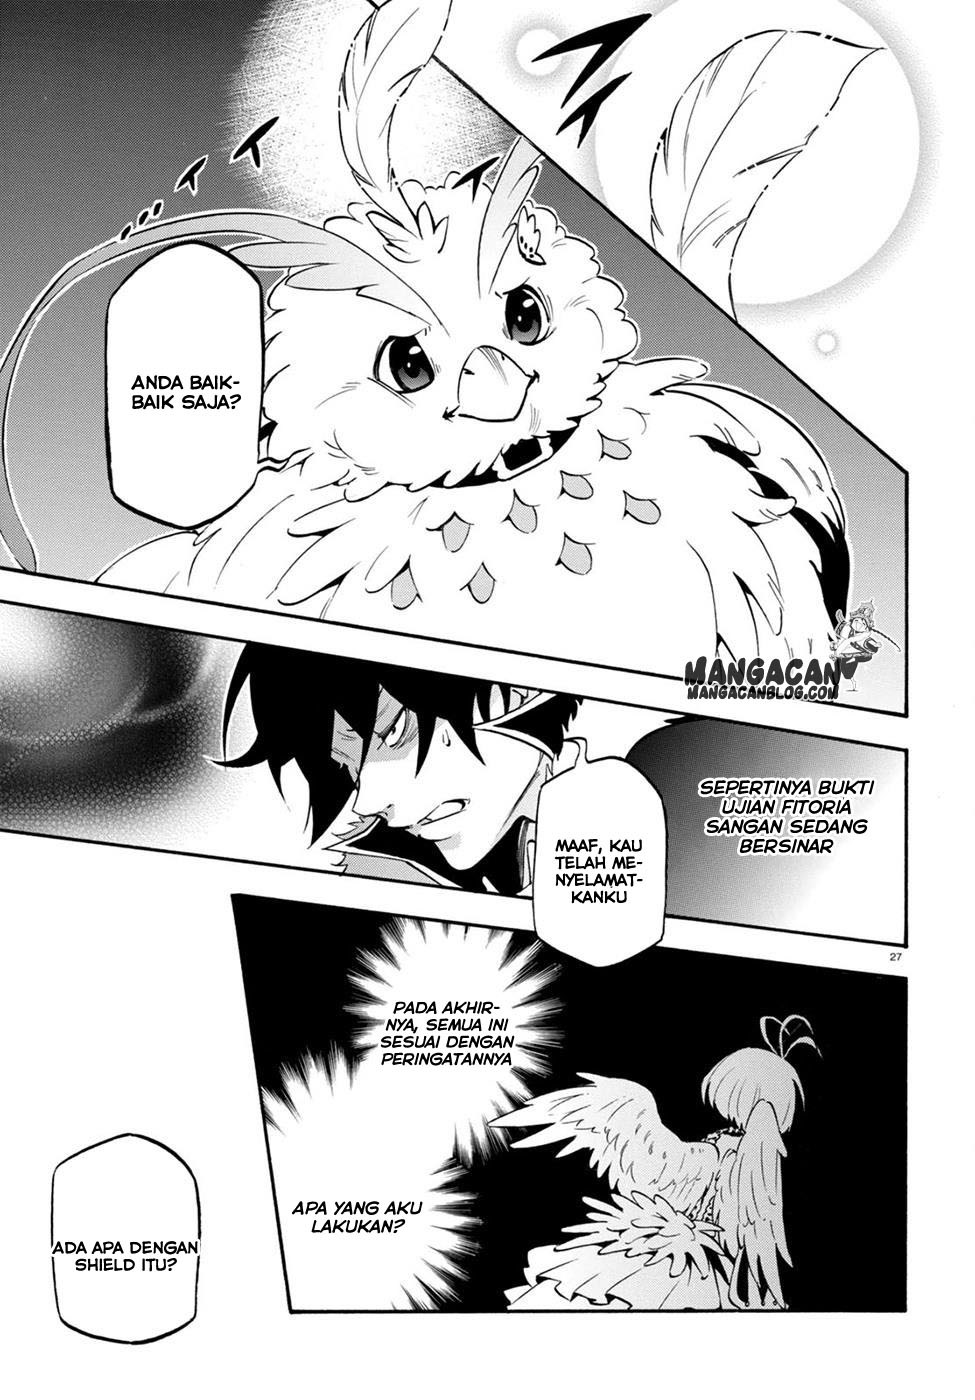 イ
イ
イ
ANDA BAIK-
BAIK SAJA?
MANGACAN
MANGACANBLOG.COM
SEPERTINYA BUKTI
UJIAN FITORIA
SANGAN SEDANG
BERSINAR
MAAF, KAU
TELAH ME-
NYELAMAT-
KANKU
27
PADA AKHIR-
NYA, SEMUA INI
SESUAI DENGAN
PERINGATANNYA
APA YANG AKU
LAKUKAN?
ADA APA DENGAN
SHIELD ITU?